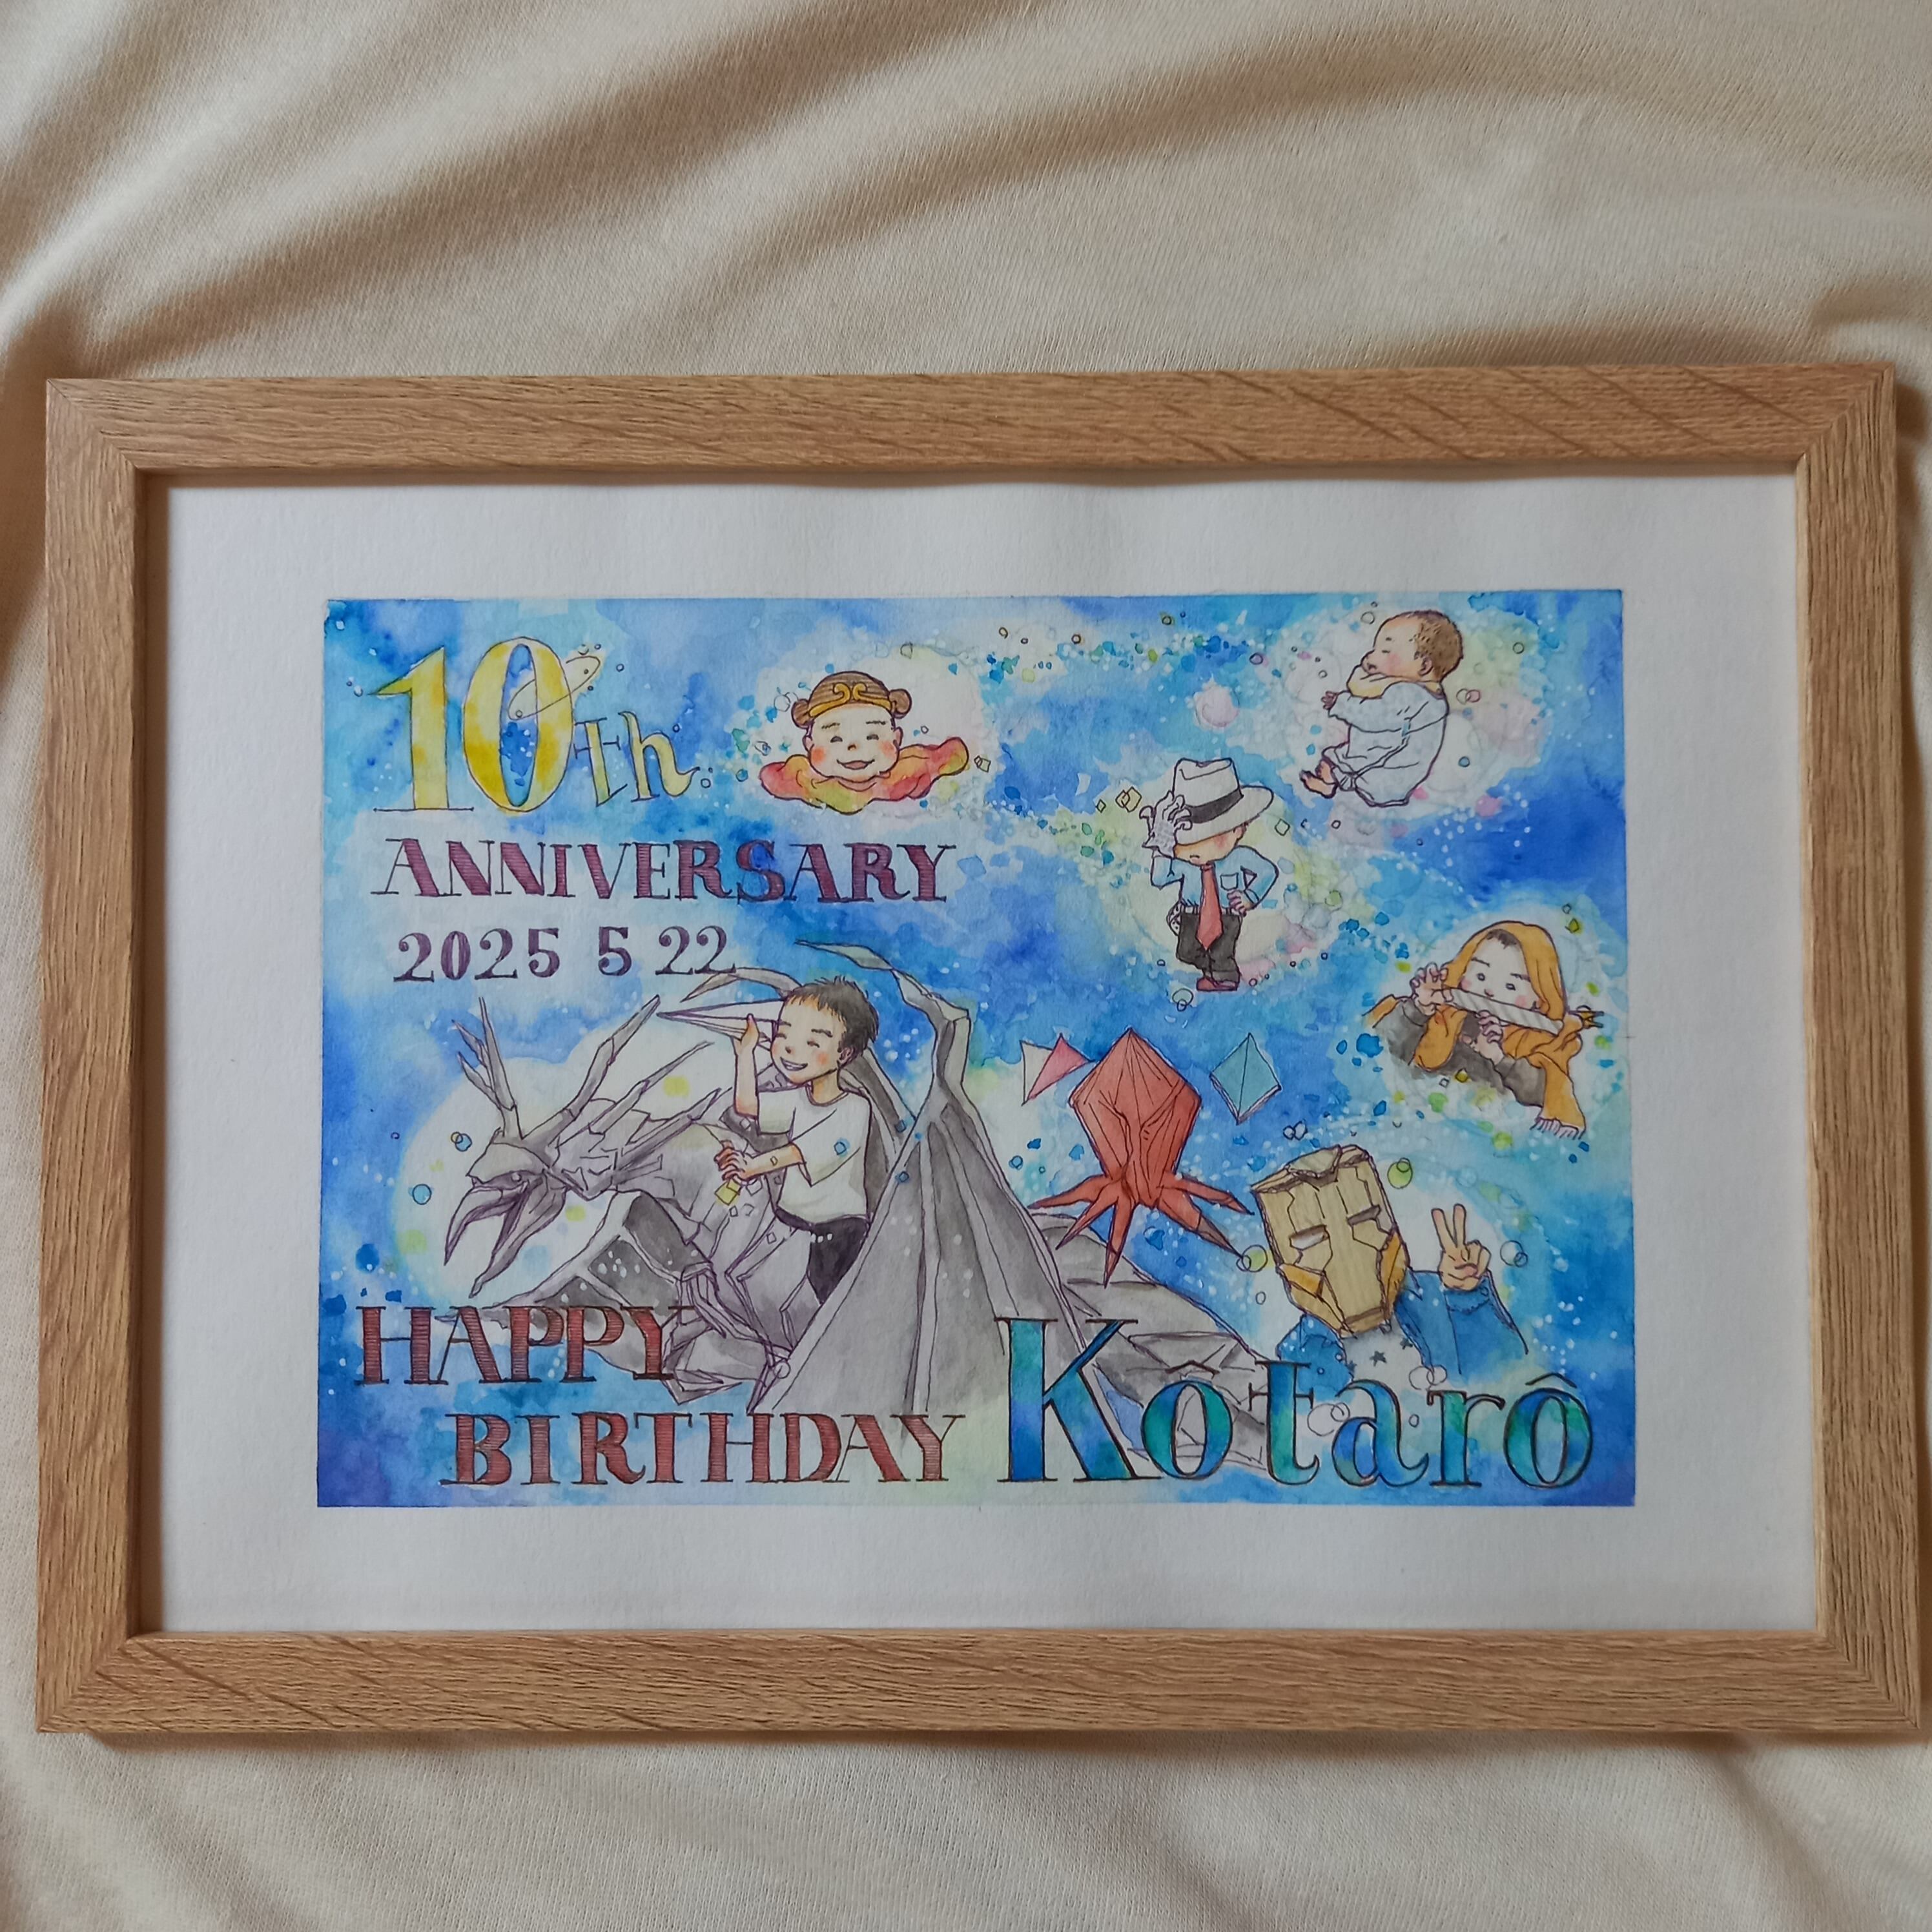 10th
ANNIVERSARY
2025 5 22
HAPPY
BIRTHDAY Kotarô